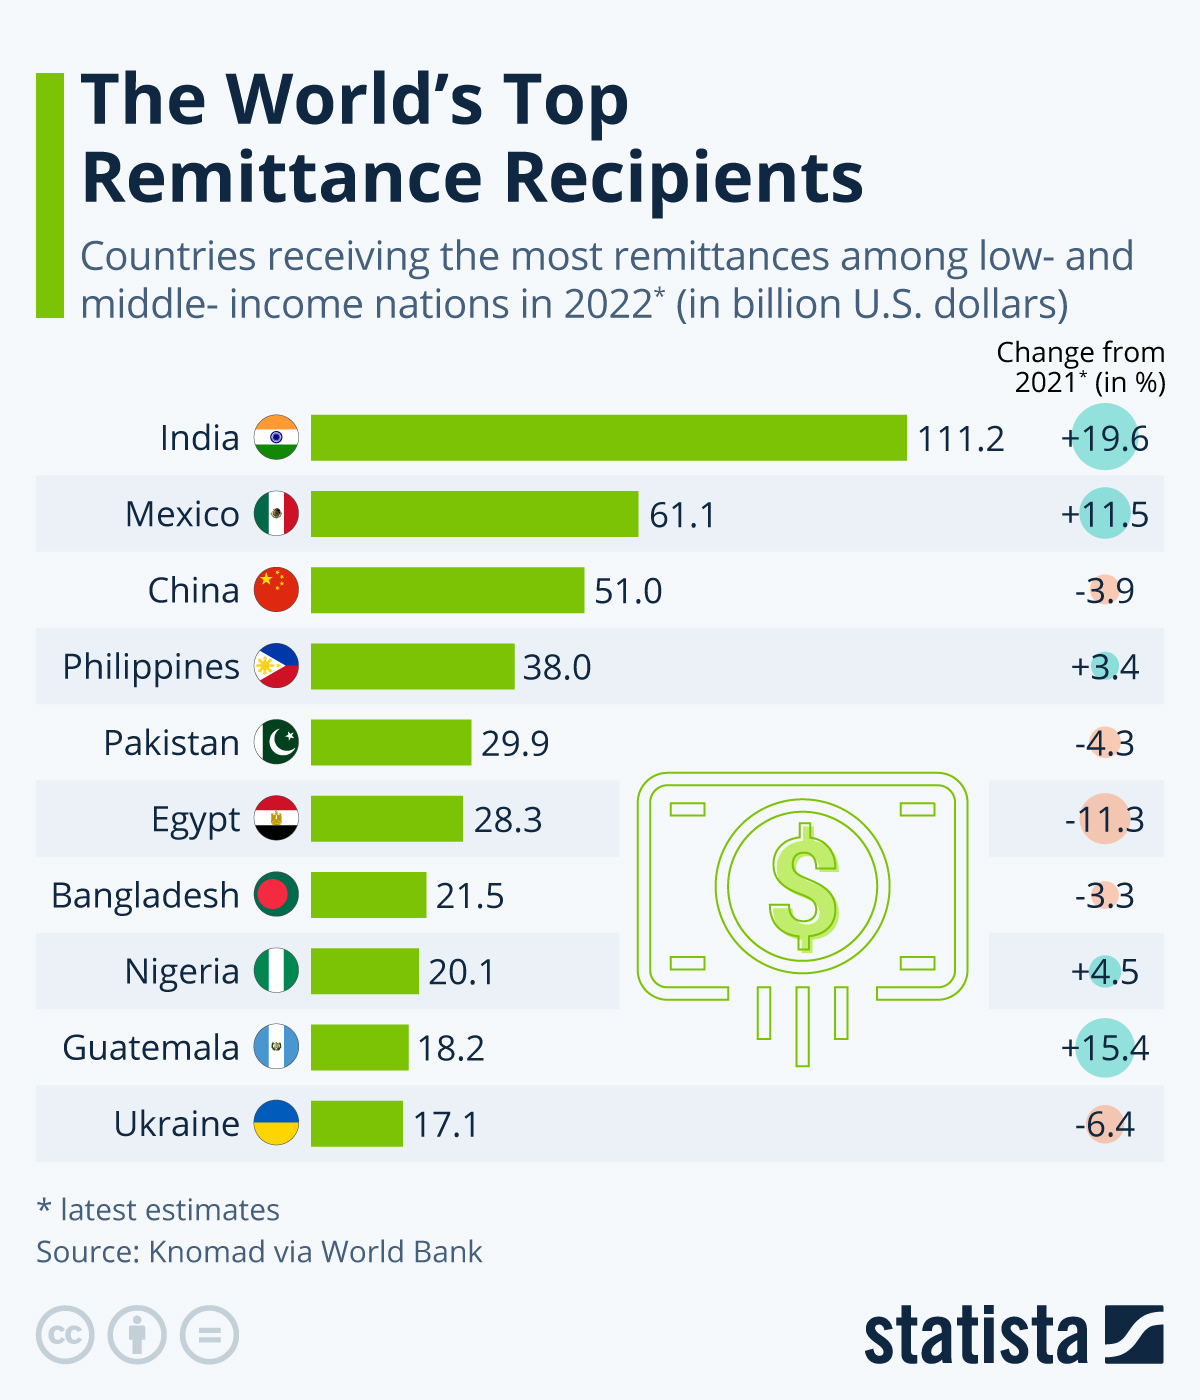 The World’s Top
Remittance Recipients
Countries receiving the most remittances among low- and
middle- income nations in 2022* (in billion U.S. dollars)
Change from
2021* (in %)
India 111.2 +19.6
Mexico 61.1 +11.5
China 51.0 -3.9
Philippines 38.0 +3.4
Pakistan 29.9 -4.3
Egypt 28.3 -11.3
Bangladesh 21.5 -3.3
Nigeria 20.1 +4.5
Guatemala 18.2 +15.4
Ukraine 17.1 -6.4
$
* latest estimates
Source: Knomad via World Bank
cc =
statista